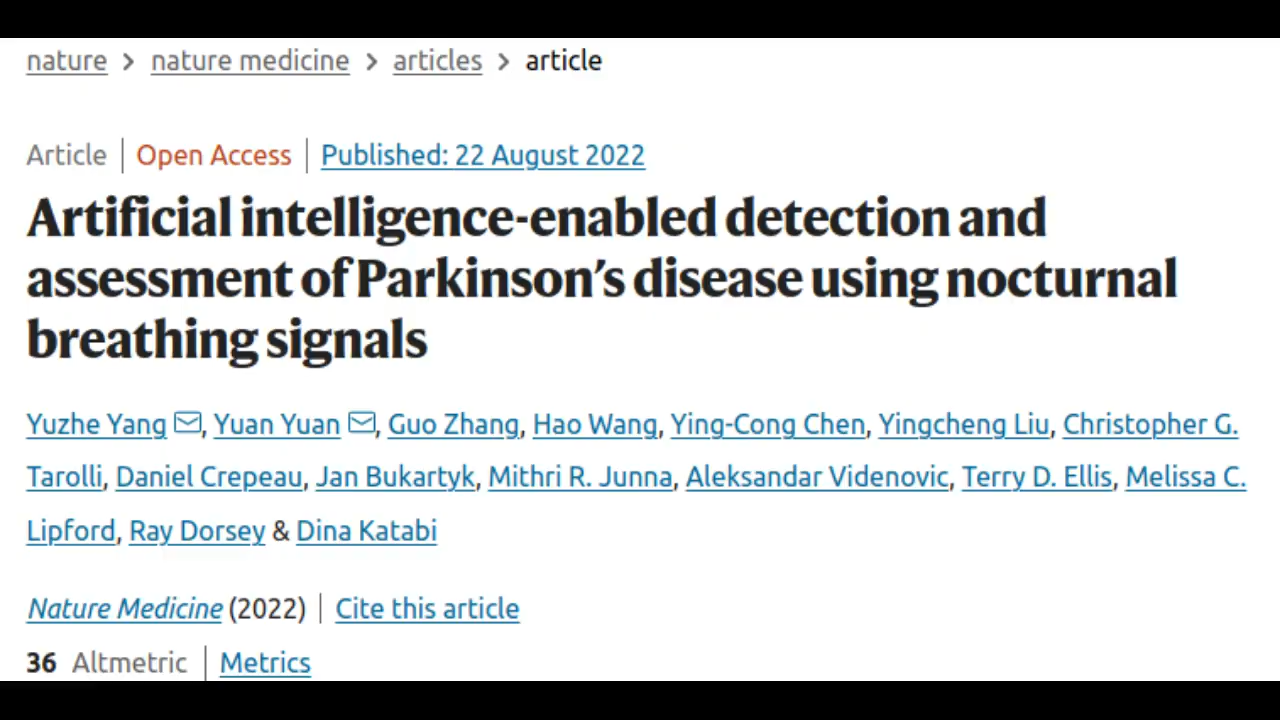 nature > nature medicine > articles > article
Article | Open Access | Published: 22 August 2022
Artificial intelligence-enabled detection and
assessment of Parkinson’s disease using nocturnal
breathing signals
Yuzhe Yang, Yuan Yuan, Guo Zhang, Hao Wang, Ying-Cong Chen, Yingcheng Liu, Christopher G.
Tarolli, Daniel Crepeau, Jan Bukartyk, Mithri R. Junna, Aleksandar Videnovic, Terry D. Ellis, Melissa C.
Lipford, Ray Dorsey & Dina Katabi
Nature Medicine (2022) | Cite this article
36 Altmetric | Metrics